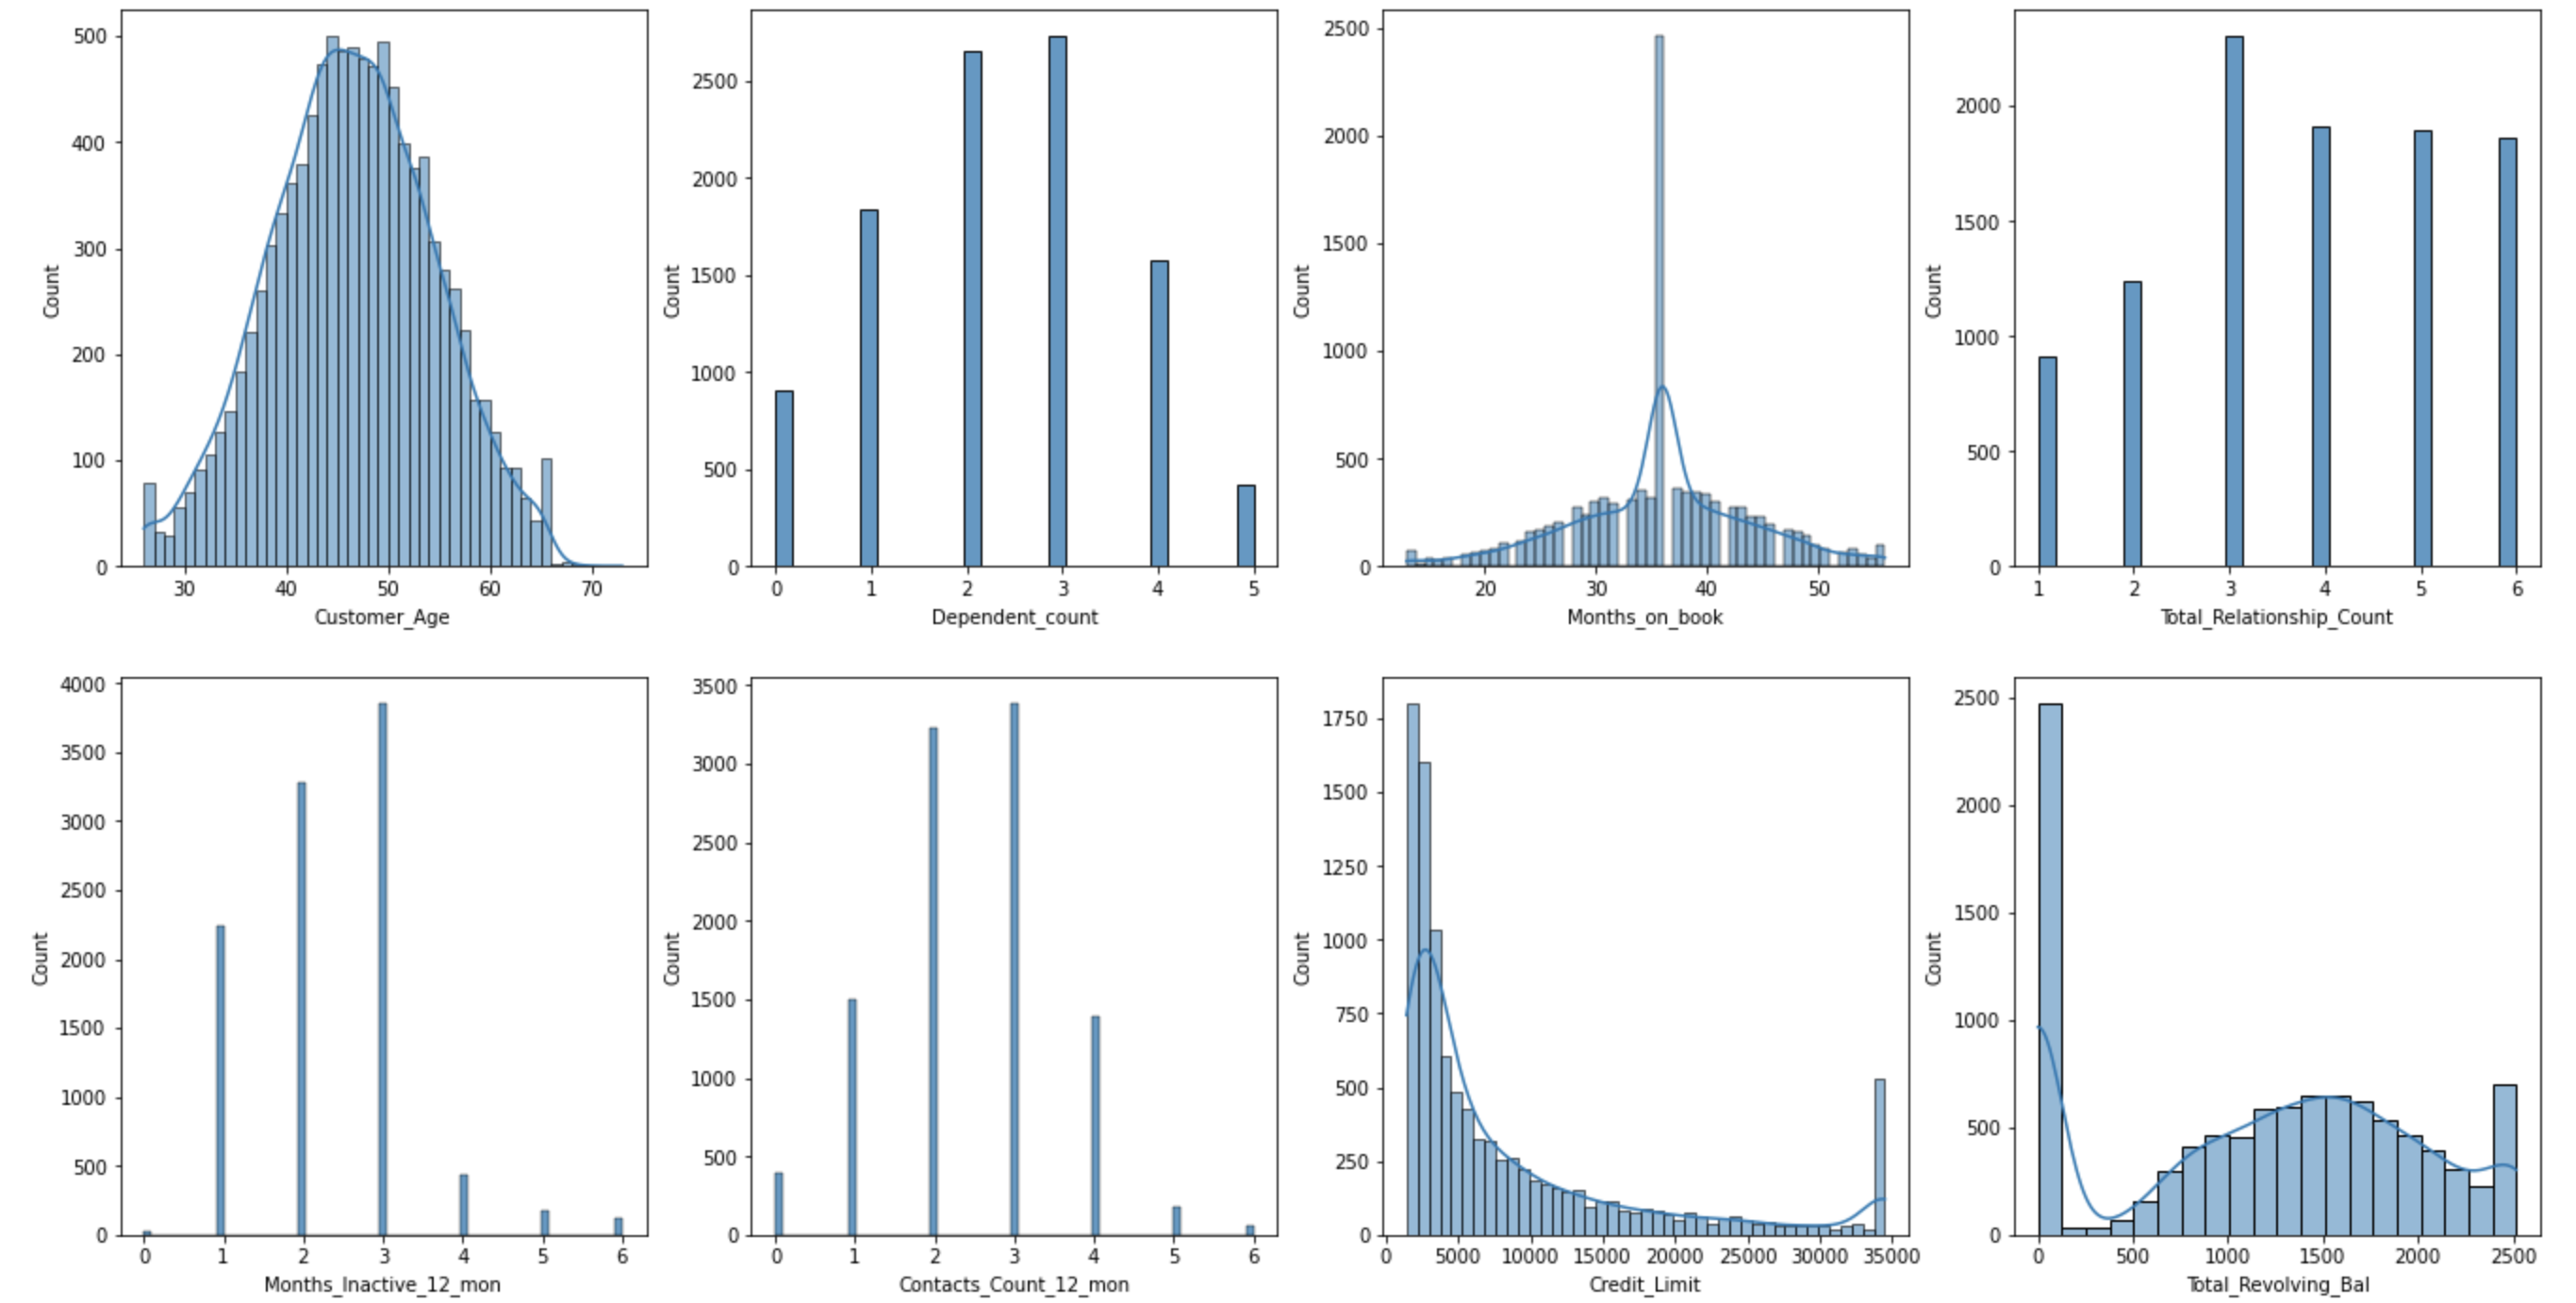 500
400
300
200
100
0
Count
30 40 50 60 70
Customer_Age
2500
2000
1500
1000
500
0
Count
0 1 2 3 4 5
Dependent_count
2500
2000
1500
1000
500
0
Count
20 30 40 50
Months_on_book
2000
1500
1000
500
0
Count
1 2 3 4 5 6
Total_Relationship_Count
4000
3500
3000
2500
2000
1500
1000
500
0
Count
0 1 2 3 4 5 6
Months_Inactive_12_mon
3500
3000
2500
2000
1500
1000
500
0
Count
0 1 2 3 4 5 6
Contacts_Count_12_mon
1750
1500
1250
1000
750
500
250
0
Count
0 5000 10000 15000 20000 25000 30000 35000
Credit_Limit
2500
2000
1500
1000
500
0
Count
0 500 1000 1500 2000 2500
Total_Revolving_Bal